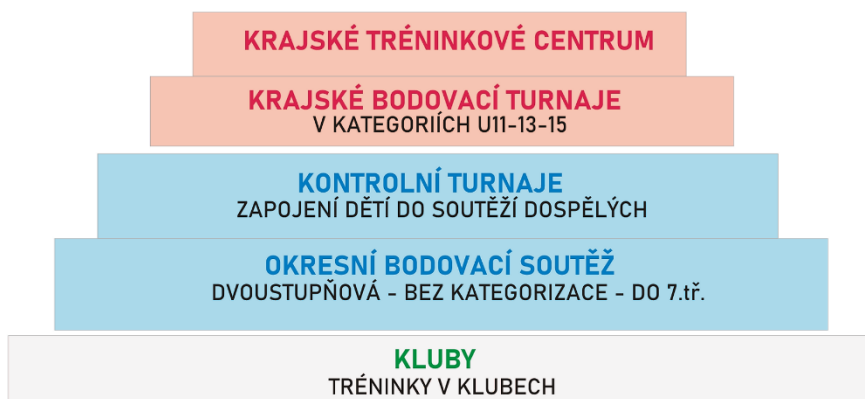 KRAJSKÉ TRÉNINKOVÉ CENTRUM
KRAJSKÉ BODOVACÍ TURNAJE
V KATEGORIÍCH U11-13-15
KONTROLNÍ TURNAJE
ZAPOJENÍ DĚTÍ DO SOUTĚŽÍ DOSPĚLÝCH
OKRESNÍ BODOVACÍ SOUTĚŽ
DVOUSTUPŇOVÁ - BEZ KATEGORIZACE - DO 7.tř.
KLUBY
TRÉNINKY V KLUBECH